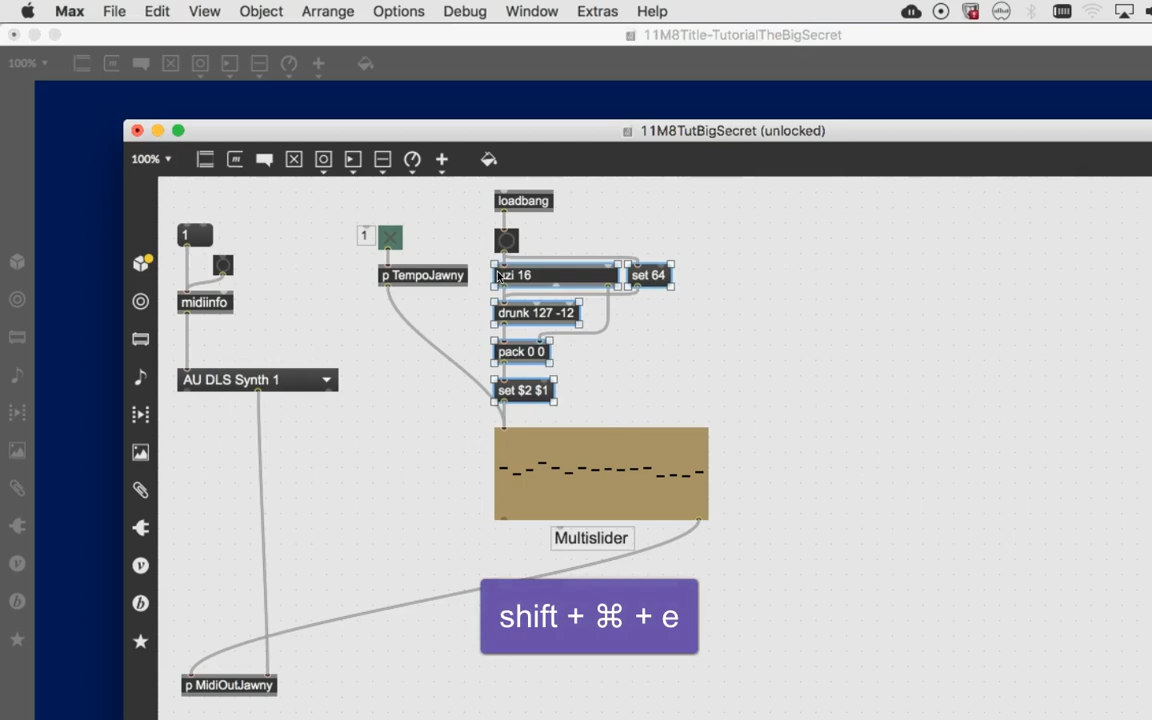 Max File Edit View Object Arrange Options Debug Window Extras Help
11M8Title-TutorialTheBigSecret
100%
11M8TutBigSecret (unlocked)
100%
loadbang
1
1
p TempoJawny
uzi 16
set 64
midiinfo
drunk 127 -12
pack 0 0
AU DLS Synth 1
set $2 $1
Multislider
shift + ⌘ + e
p MidiOutJawny